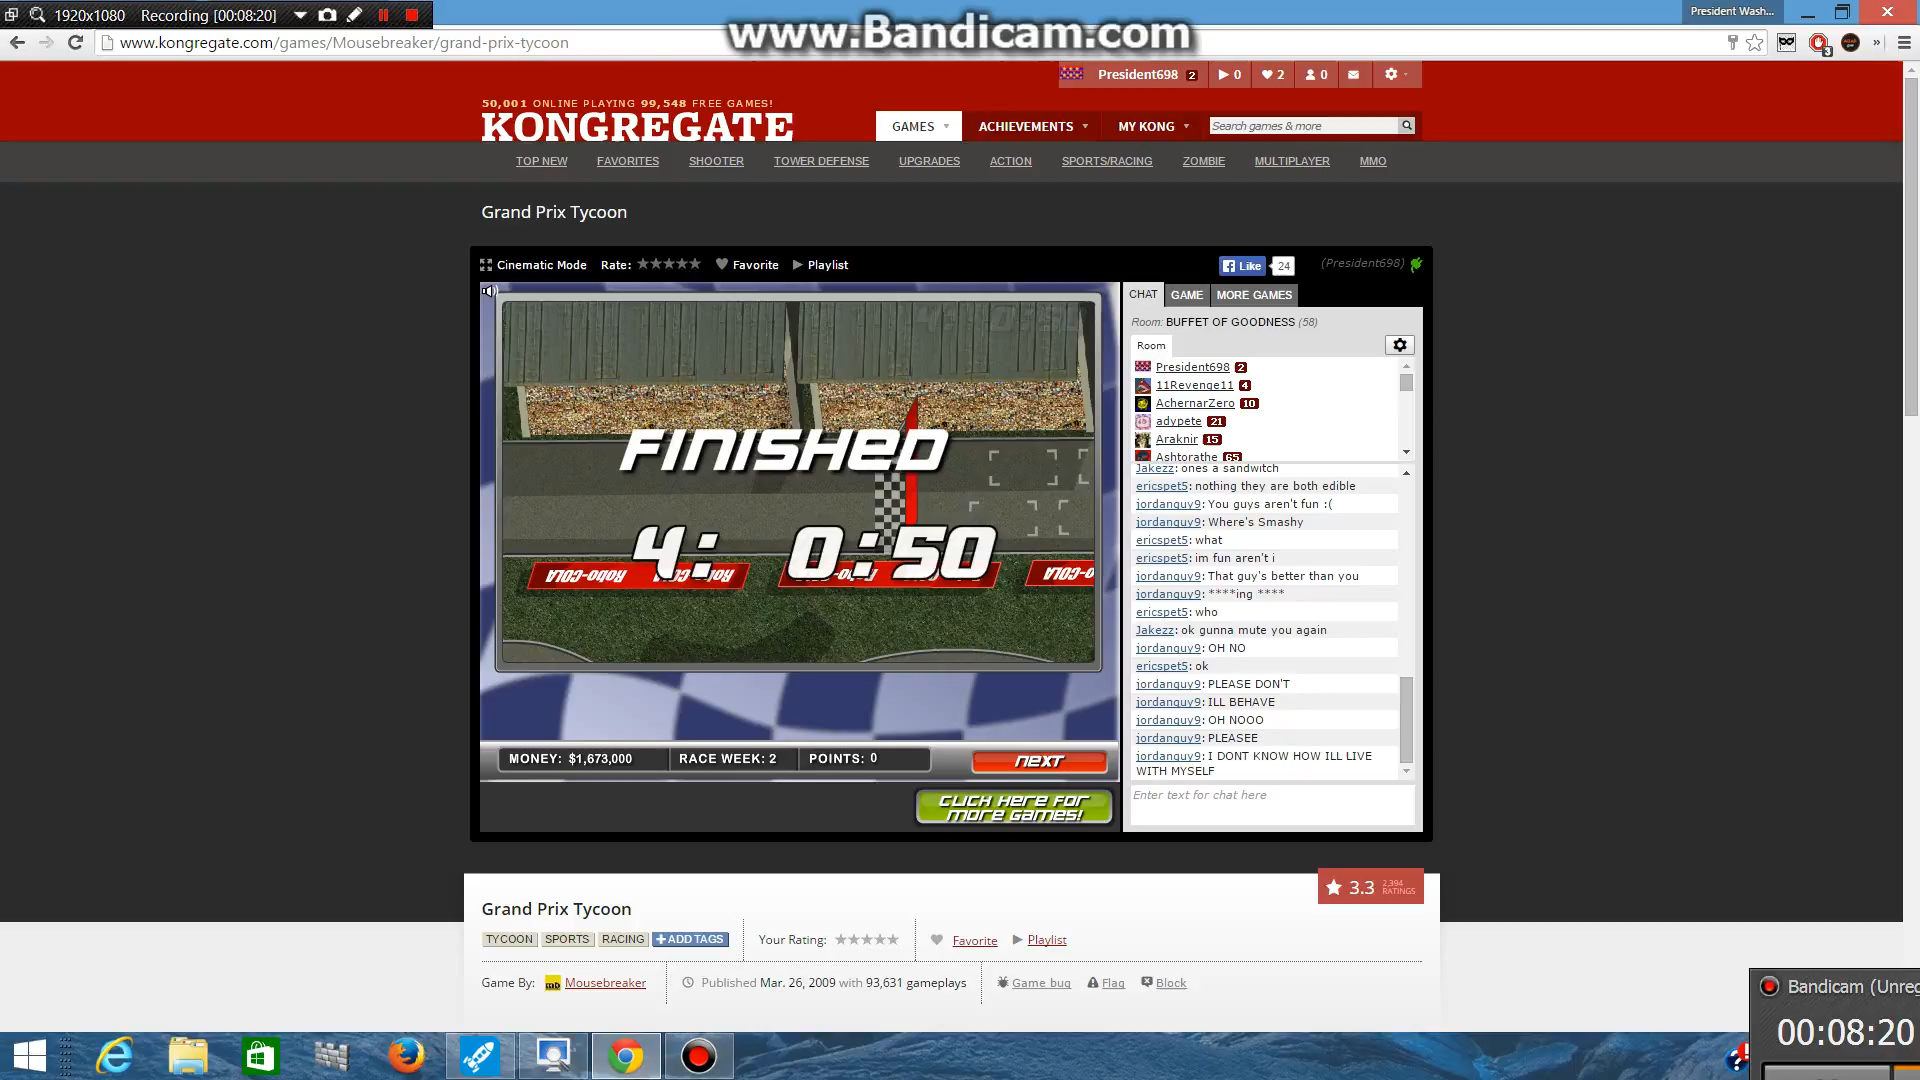 1920x1080 Recording [00:08:20]
www.Bandicam.com
President Wash...
www.kongregate.com/games/Mousebreaker/grand-prix-tycoon
President698 2 0 2 0
50,001 ONLINE PLAYING 99,548 FREE GAMES!
KONGREGATE
GAMES ACHIEVEMENTS MY KONG Search games & more
TOP NEW FAVORITES SHOOTER TOWER DEFENSE UPGRADES ACTION SPORTS/RACING ZOMBIE MULTIPLAYER MMO
Grand Prix Tycoon
Cinematic Mode Rate: Favorite Playlist
Like 24 (President698)
FINISHED
4: 0:50
ROBO-COLA
MONEY: $1,673,000 RACE WEEK: 2 POINTS: 0 NEXT
CLICK HERE FOR
MORE GAMES!
CHAT GAME MORE GAMES
Room: BUFFET OF GOODNESS (58)
Room
President698 2
11Revenge11 4
AchernarZero 10
adypete 21
Araknir 15
Ashtorathe 65
Jakezz: ones a sandwitch
ericspet5: nothing they are both edible
jordanguy9: You guys aren't fun :(
jordanguy9: Where's Smashy
ericspet5: what
ericspet5: im fun aren't i
jordanguy9: That guy's better than you
jordanguy9: ****ing ****
ericspet5: who
Jakezz: ok gunna mute you again
jordanguy9: OH NO
ericspet5: ok
jordanguy9: PLEASE DON'T
jordanguy9: ILL BEHAVE
jordanguy9: OH NOOO
jordanguy9: PLEASEE
jordanguy9: I DONT KNOW HOW ILL LIVE
WITH MYSELF
Enter text for chat here
3.3 2,394
RATINGS
Grand Prix Tycoon
TYCOON SPORTS RACING +ADD TAGS Your Rating: Favorite Playlist
Game By: mb Mousebreaker Published Mar. 26, 2009 with 93,631 gameplays Game bug Flag Block
Bandicam (Unreg
00:08:20